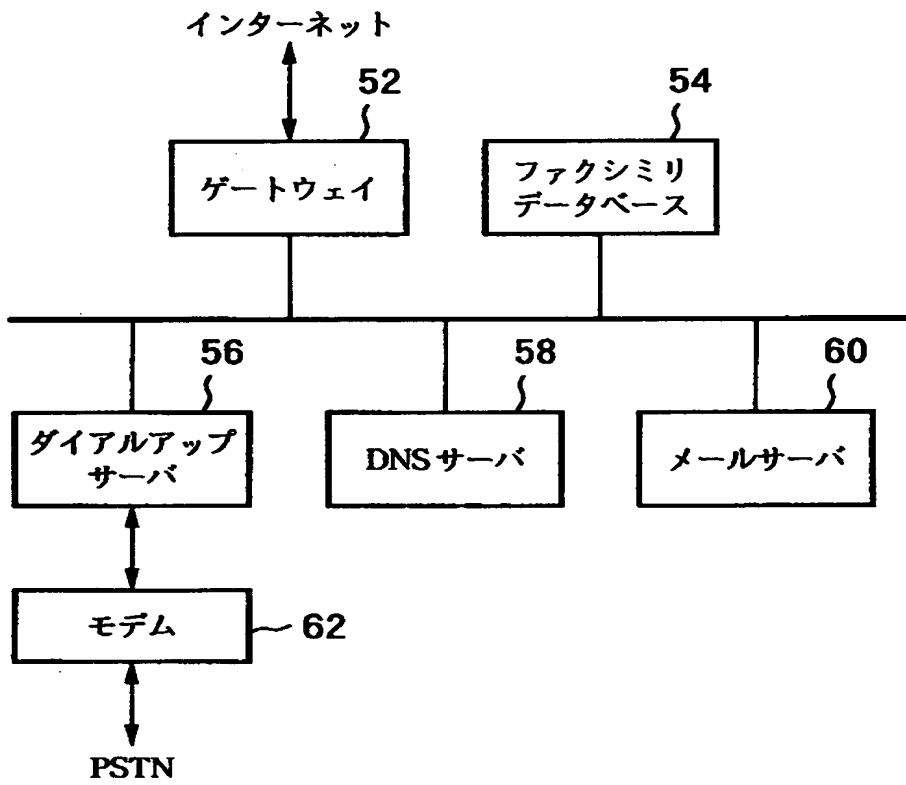 インターネット
52
54
ゲートウェイ
ファクシミリ
データベース
56
58
60
ダイアルアップ
サーバ
DNSサーバ
メールサーバ
モデム
62
PSTN